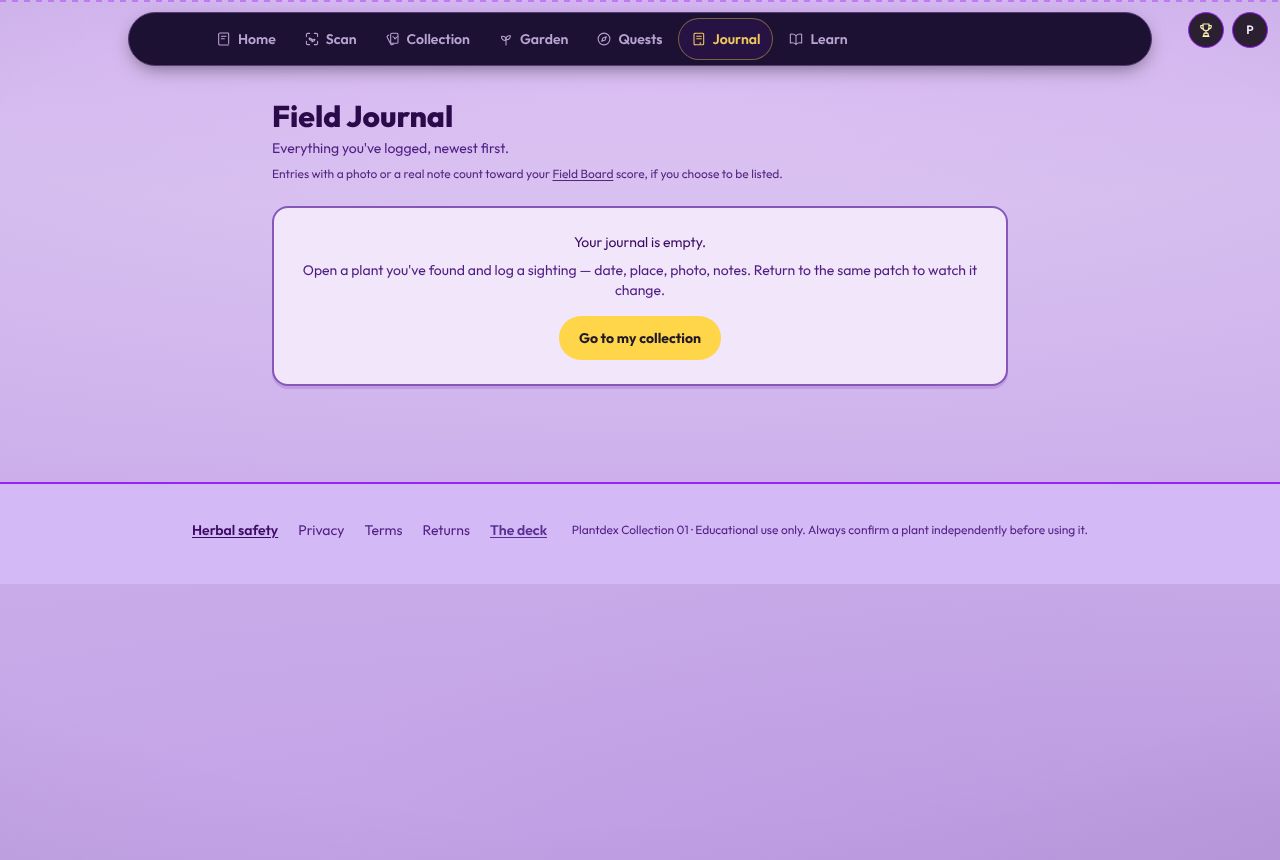 Home Scan Collection Garden Quests Journal Learn P
Field Journal
Everything you've logged, newest first.
Entries with a photo or a real note count toward your Field Board score, if you choose to be listed.
Your journal is empty.
Open a plant you've found and log a sighting — date, place, photo, notes. Return to the same patch to watch it
change.
Go to my collection
Herbal safety Privacy Terms Returns The deck Plantdex Collection 01 · Educational use only. Always confirm a plant independently before using it.